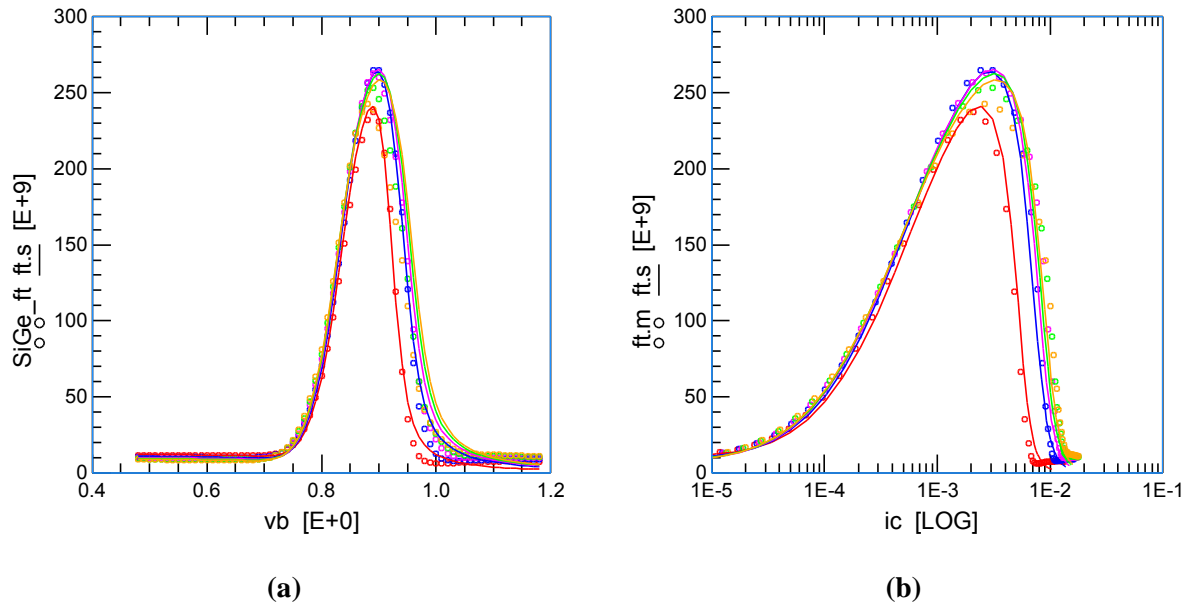 300
250
200
150
100
50
0
SiGe_ft ft.s [E+9]
0.4 0.6 0.8 1.0 1.2
vb [E+0]
(a)
300
250
200
150
100
50
0
ft.m ft.s [E+9]
1E-5 1E-4 1E-3 1E-2 1E-1
ic [LOG]
(b)